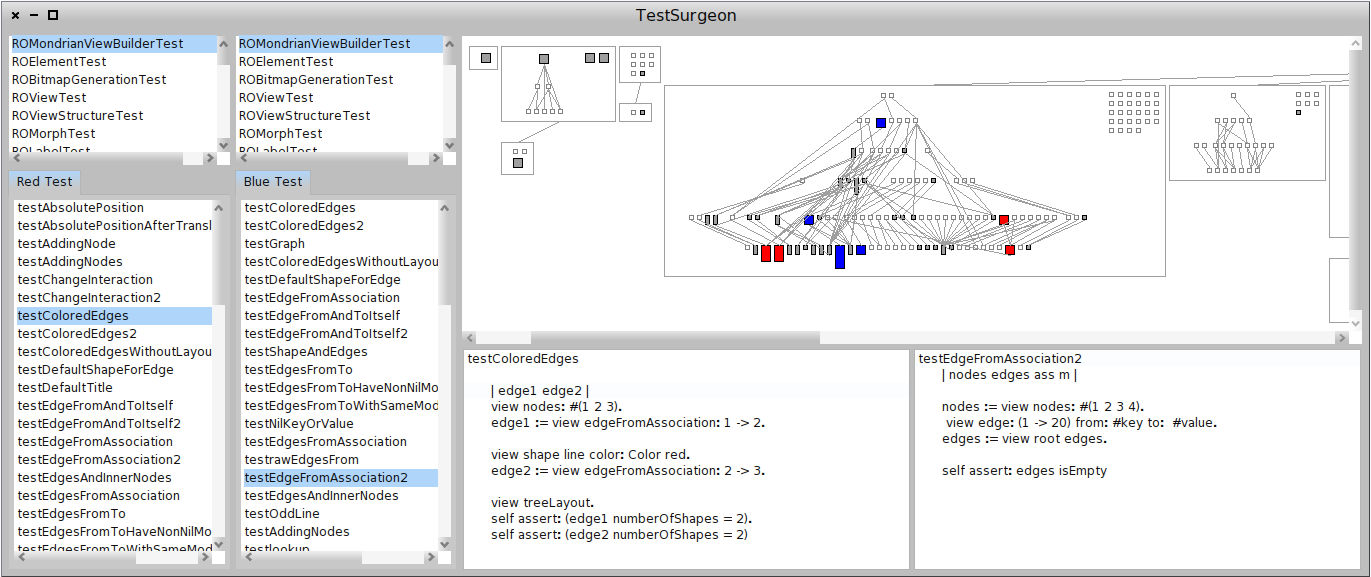 TestSurgeon
ROMondrianViewBuilderTest
ROElementTest
ROBitmapGenerationTest
ROViewTest
ROViewStructureTest
ROMorphTest
ROLabelTest
ROMondrianViewBuilderTest
ROElementTest
ROBitmapGenerationTest
ROViewTest
ROViewStructureTest
ROMorphTest
ROLabelTest
Red Test
testAbsolutePosition
testAbsolutePositionAfterTransl
testAddingNode
testAddingNodes
testChangeInteraction
testChangeInteraction2
testColoredEdges
testColoredEdges2
testColoredEdgesWithoutLayou
testDefaultShapeForEdge
testDefaultTitle
testEdgeFromAndToItself
testEdgeFromAndToItself2
testEdgeFromAssociation
testEdgeFromAssociation2
testEdgesAndInnerNodes
testEdgesFromAssociation
testEdgesFromTo
testEdgesFromToHaveNonNilMo
testEdgesFromToWithSameMod
Blue Test
testColoredEdges
testColoredEdges2
testGraph
testColoredEdgesWithoutLayou
testDefaultShapeForEdge
testEdgeFromAssociation
testEdgeFromAndToItself
testEdgeFromAndToItself2
testShapeAndEdges
testEdgesFromTo
testEdgesFromToHaveNonNilMo
testEdgesFromToWithSameMod
testNilKeyOrValue
testEdgesFromAssociation
testrawEdgesFrom
testEdgeFromAssociation2
testEdgesAndInnerNodes
testOddLine
testAddingNodes
testlookup
testColoredEdges
| edge1 edge2 |
view nodes: #(1 2 3).
edge1 := view edgeFromAssociation: 1 -> 2.
view shape line color: Color red.
edge2 := view edgeFromAssociation: 2 -> 3.
view treeLayout.
self assert: (edge1 numberOfShapes = 2).
self assert: (edge2 numberOfShapes = 2)
testEdgeFromAssociation2
| nodes edges ass m |
nodes := view nodes: #(1 2 3 4).
view edge: (1 -> 20) from: #key to: #value.
edges := view root edges.
self assert: edges isEmpty